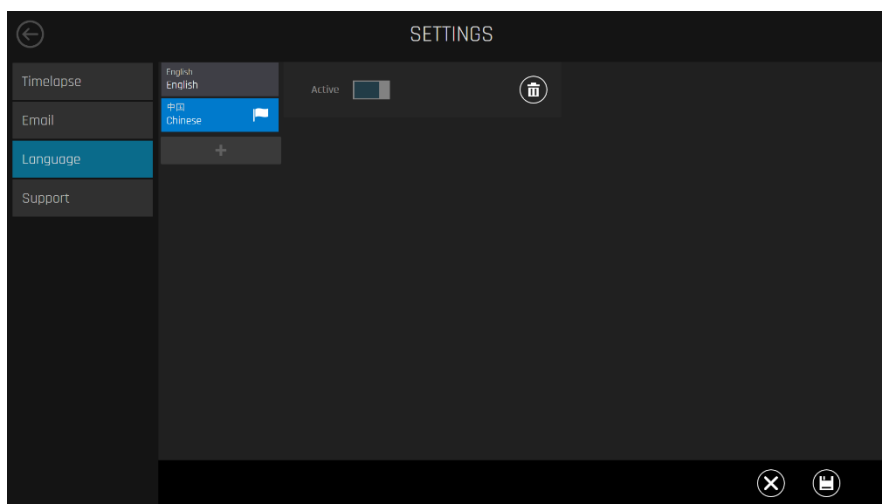 SETTINGS
Timelapse
Email
Language
Support
English
English
中国
Chinese
+
Active